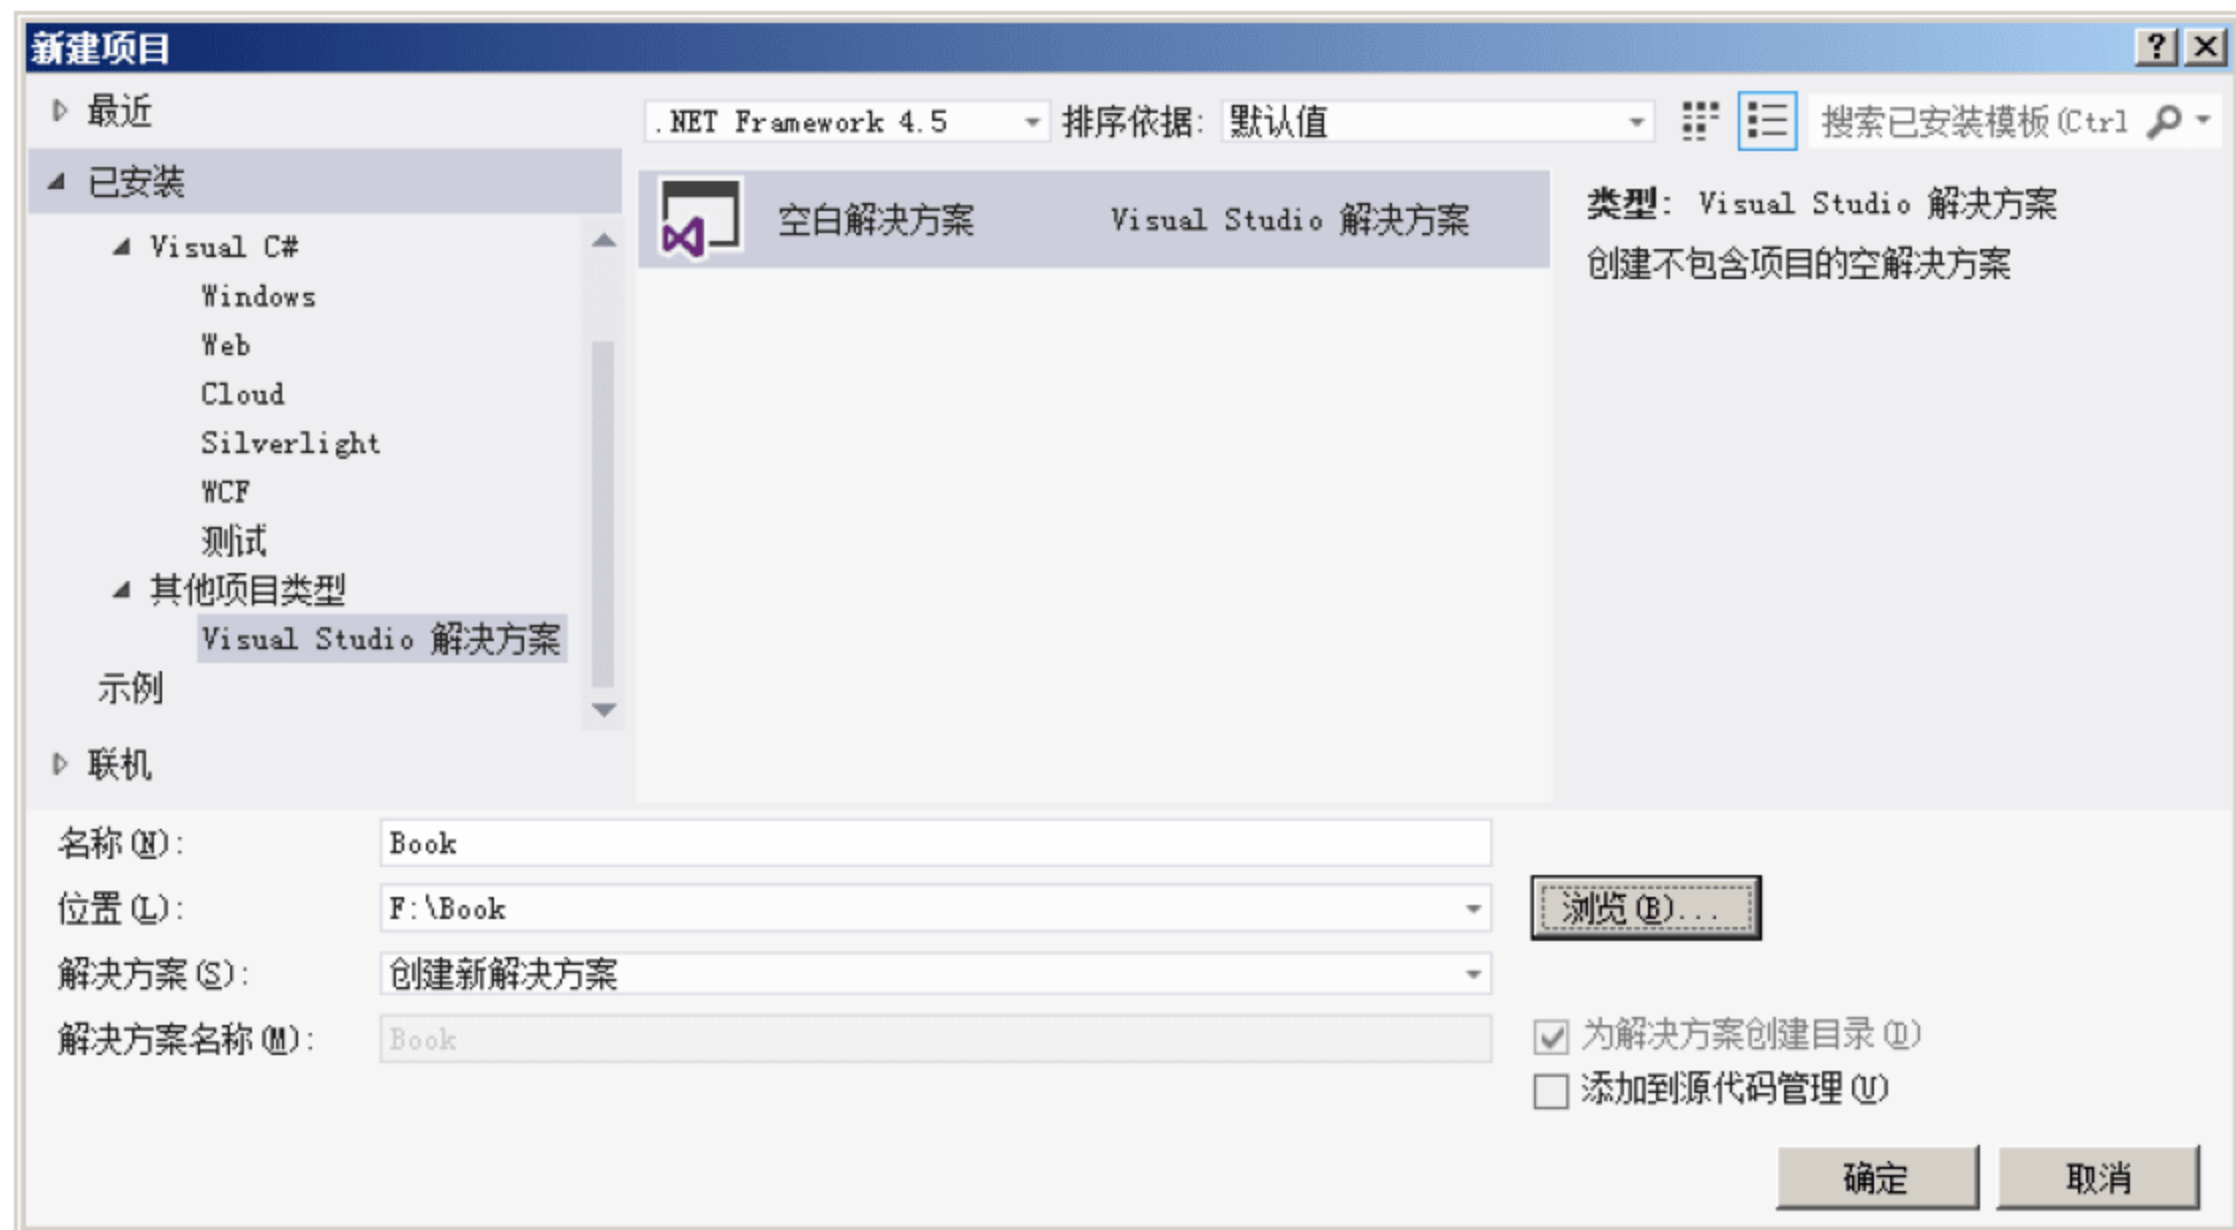 新建项目
最近
.NET Framework 4.5 排序依据: 默认值 搜索已安装模板(Ctrl
已安装
Visual C#
Windows
Web
Cloud
Silverlight
WCF
测试
其他项目类型
Visual Studio 解决方案
示例
联机
空白解决方案 Visual Studio 解决方案
类型: Visual Studio 解决方案
创建不包含项目的空解决方案
名称(N): Book
位置(L): F:\Book 浏览(B)...
解决方案(S): 创建新解决方案
解决方案名称(M): Book 为解决方案创建目录(D)
添加到源代码管理(U)
确定 取消